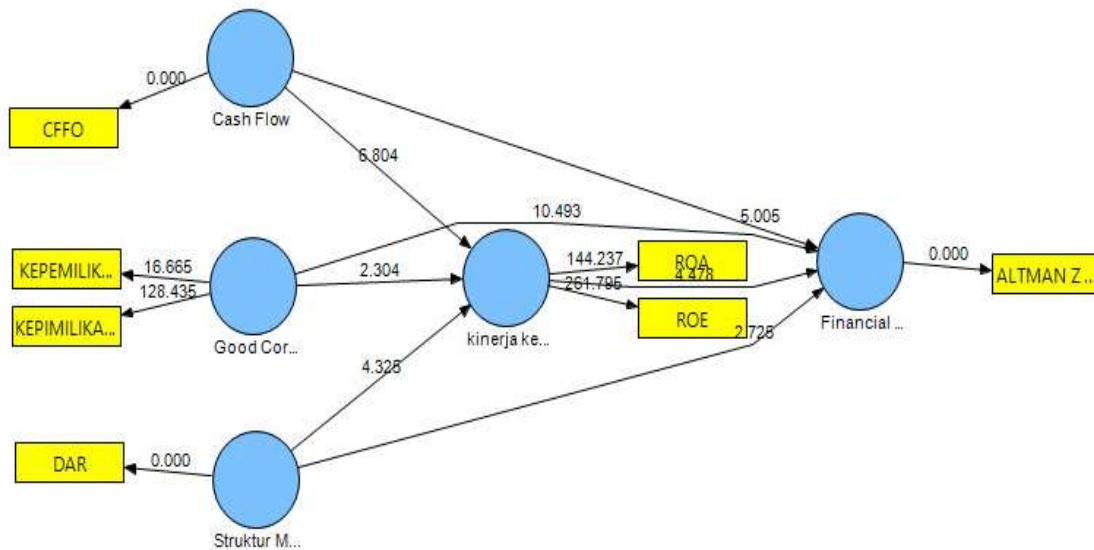 0.000
CFFO
Cash Flow
6.804
10.493
5.005
KEPEMILIK...
16.665
2.304
144.237
ROA
4.478
0.000
ALTMAN Z ...
KEPIMILIKA...
128.435
Good Cor...
kinerja ke...
261.795
ROE
Financial ...
2.725
4.325
DAR
0.000
Struktur M...